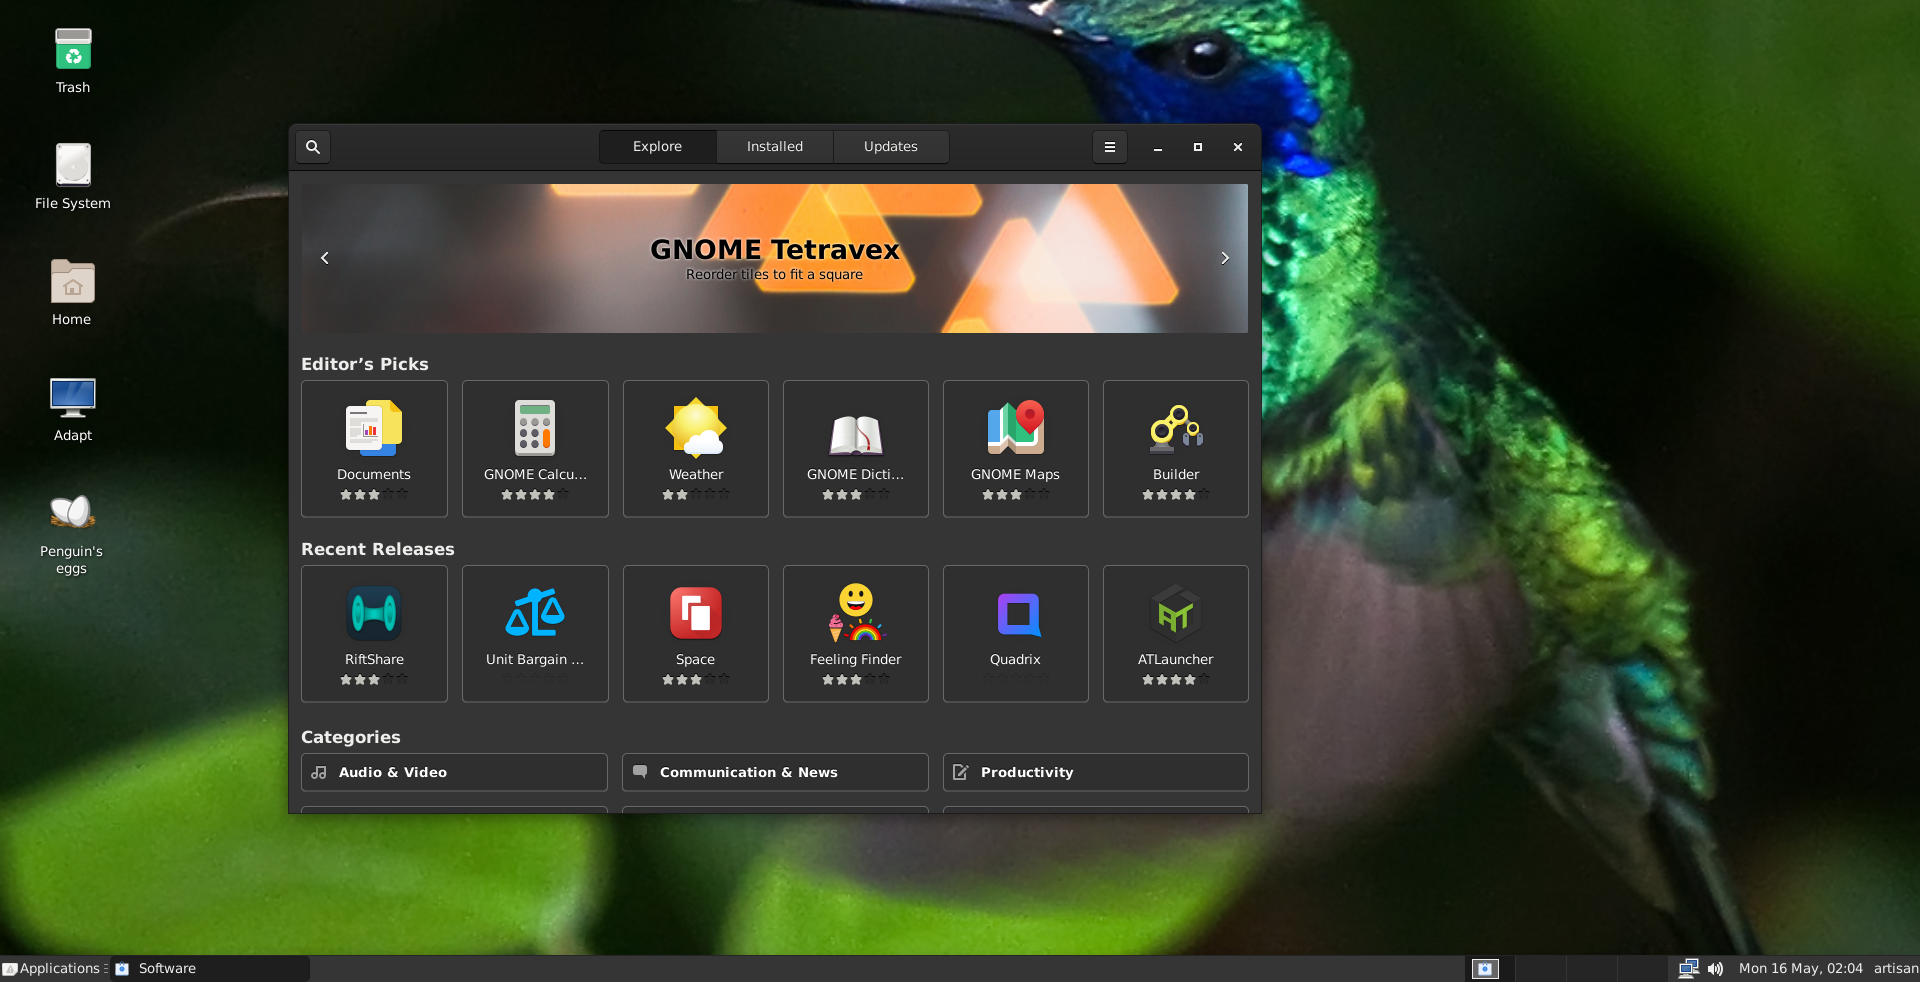 Trash
File System
Home
Adapt
Penguin's
eggs
Explore
Installed
Updates
GNOME Tetravex
Reorder tiles to fit a square
Editor’s Picks
Documents
GNOME Calcu…
Weather
GNOME Dicti…
GNOME Maps
Builder
Recent Releases
RiftShare
Unit Bargain …
Space
Feeling Finder
Quadrix
ATLauncher
Categories
Audio & Video
Communication & News
Productivity
Applications
Software
Mon 16 May, 02:04
artisan